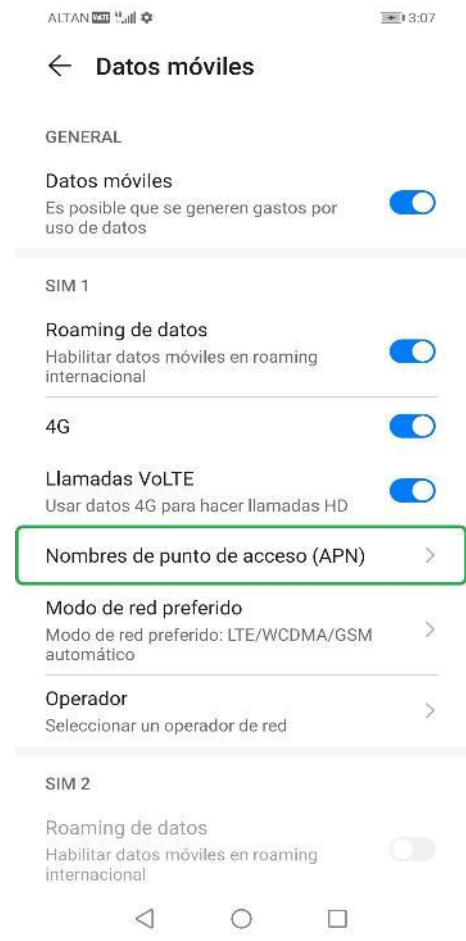 ALTAN VoLTE 3:07
Datos móviles
GENERAL
Datos móviles
Es posible que se generen gastos por
uso de datos
SIM 1
Roaming de datos
Habilitar datos móviles en roaming
internacional
4G
Llamadas VoLTE
Usar datos 4G para hacer llamadas HD
Nombres de punto de acceso (APN)
Modo de red preferido
Modo de red preferido: LTE/WCDMA/GSM
automático
Operador
Seleccionar un operador de red
SIM 2
Roaming de datos
Habilitar datos móviles en roaming
internacional